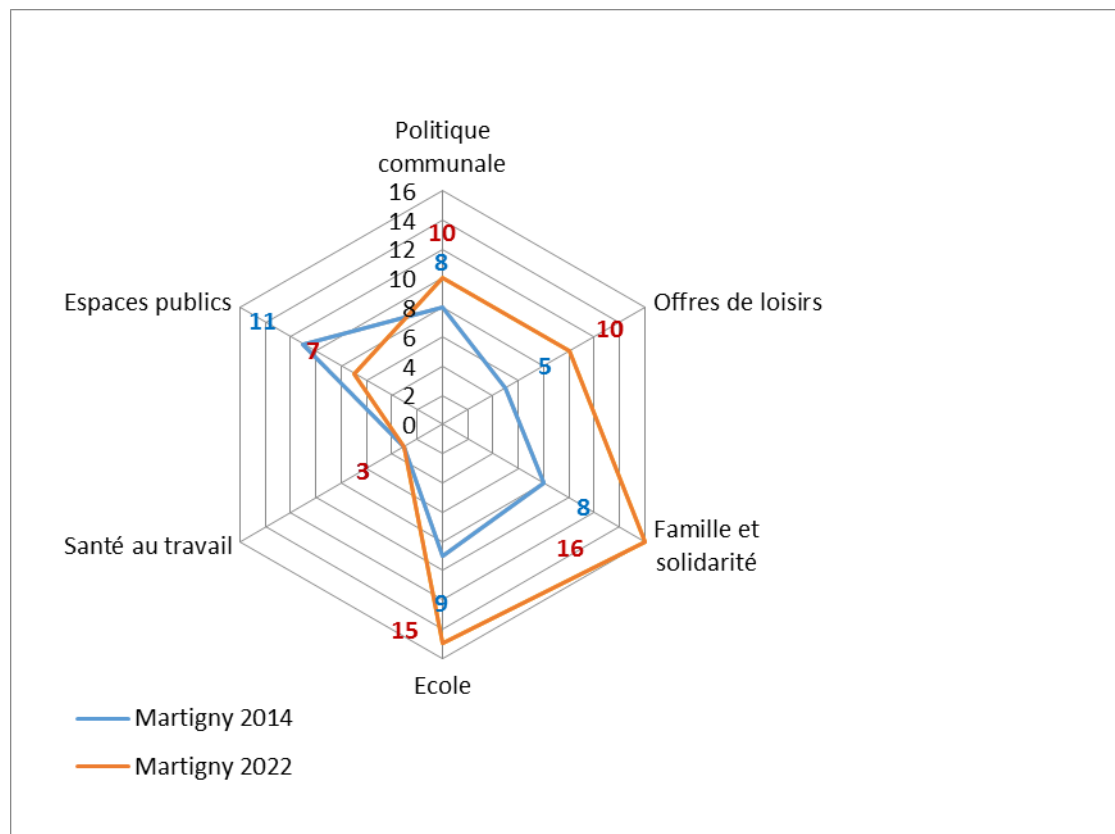 Politique
communale
16
14
12
10
8
6
4
2
0
10
8
Offres de loisirs
10
5
Famille et
solidarité
8
16
Ecole
9
15
Santé au travail
3
Espaces publics
11
7
Martigny 2014
Martigny 2022